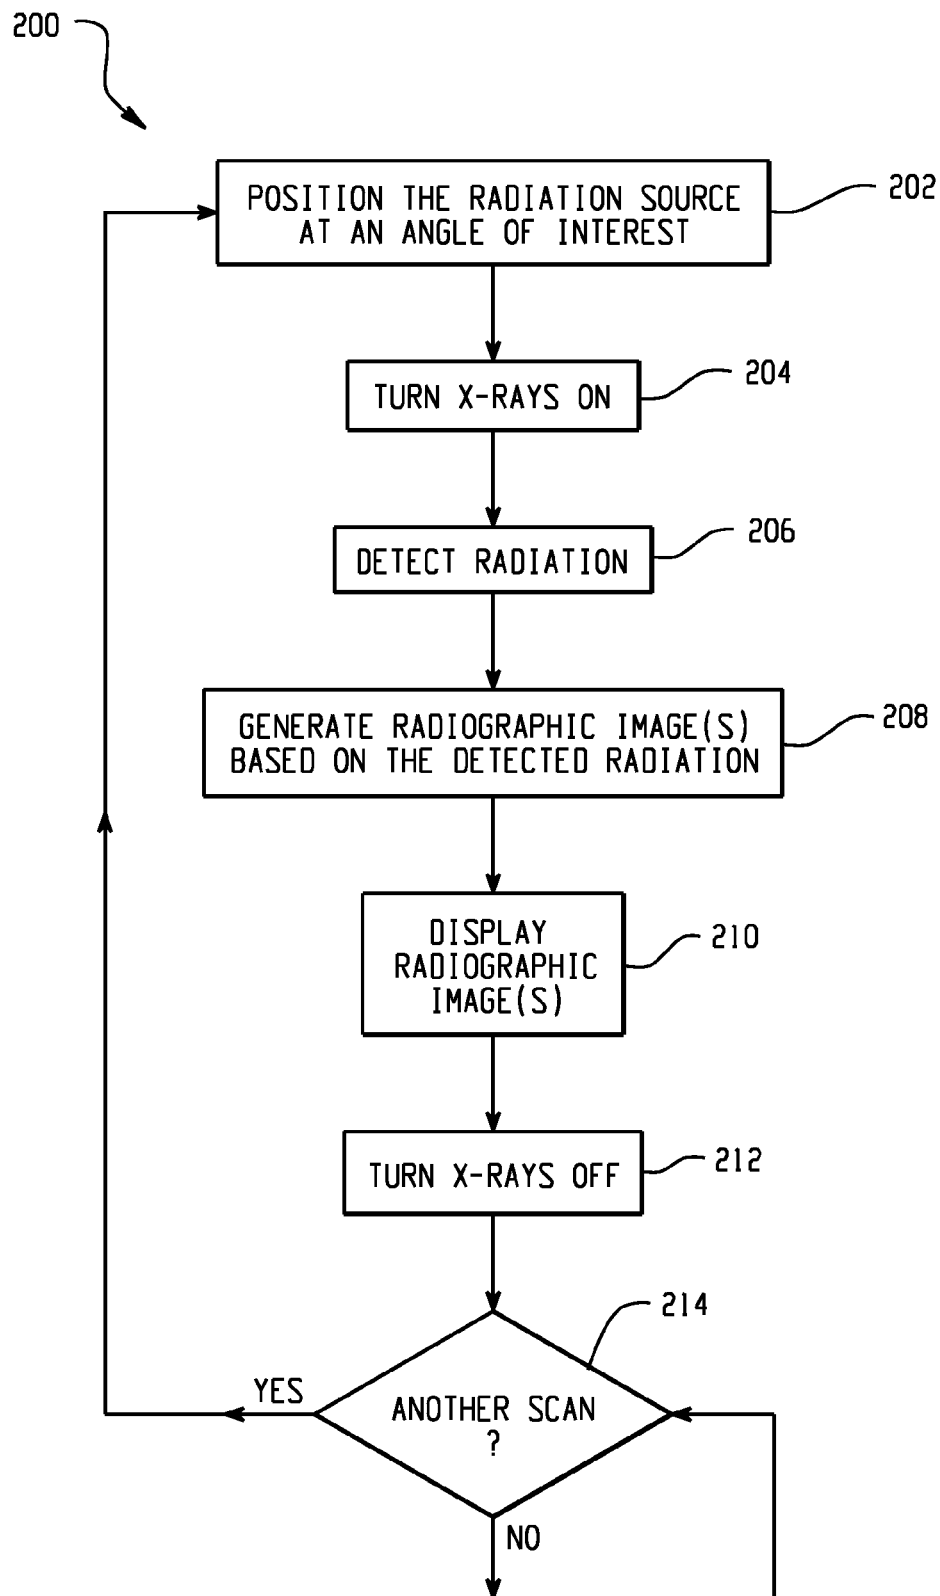 200
POSITION THE RADIATION SOURCE
AT AN ANGLE OF INTEREST
202
TURN X-RAYS ON
204
DETECT RADIATION
206
GENERATE RADIOGRAPHIC IMAGE(S)
BASED ON THE DETECTED RADIATION
208
DISPLAY
RADIOGRAPHIC
IMAGE(S)
210
TURN X-RAYS OFF
212
214
YES
ANOTHER SCAN
?
NO